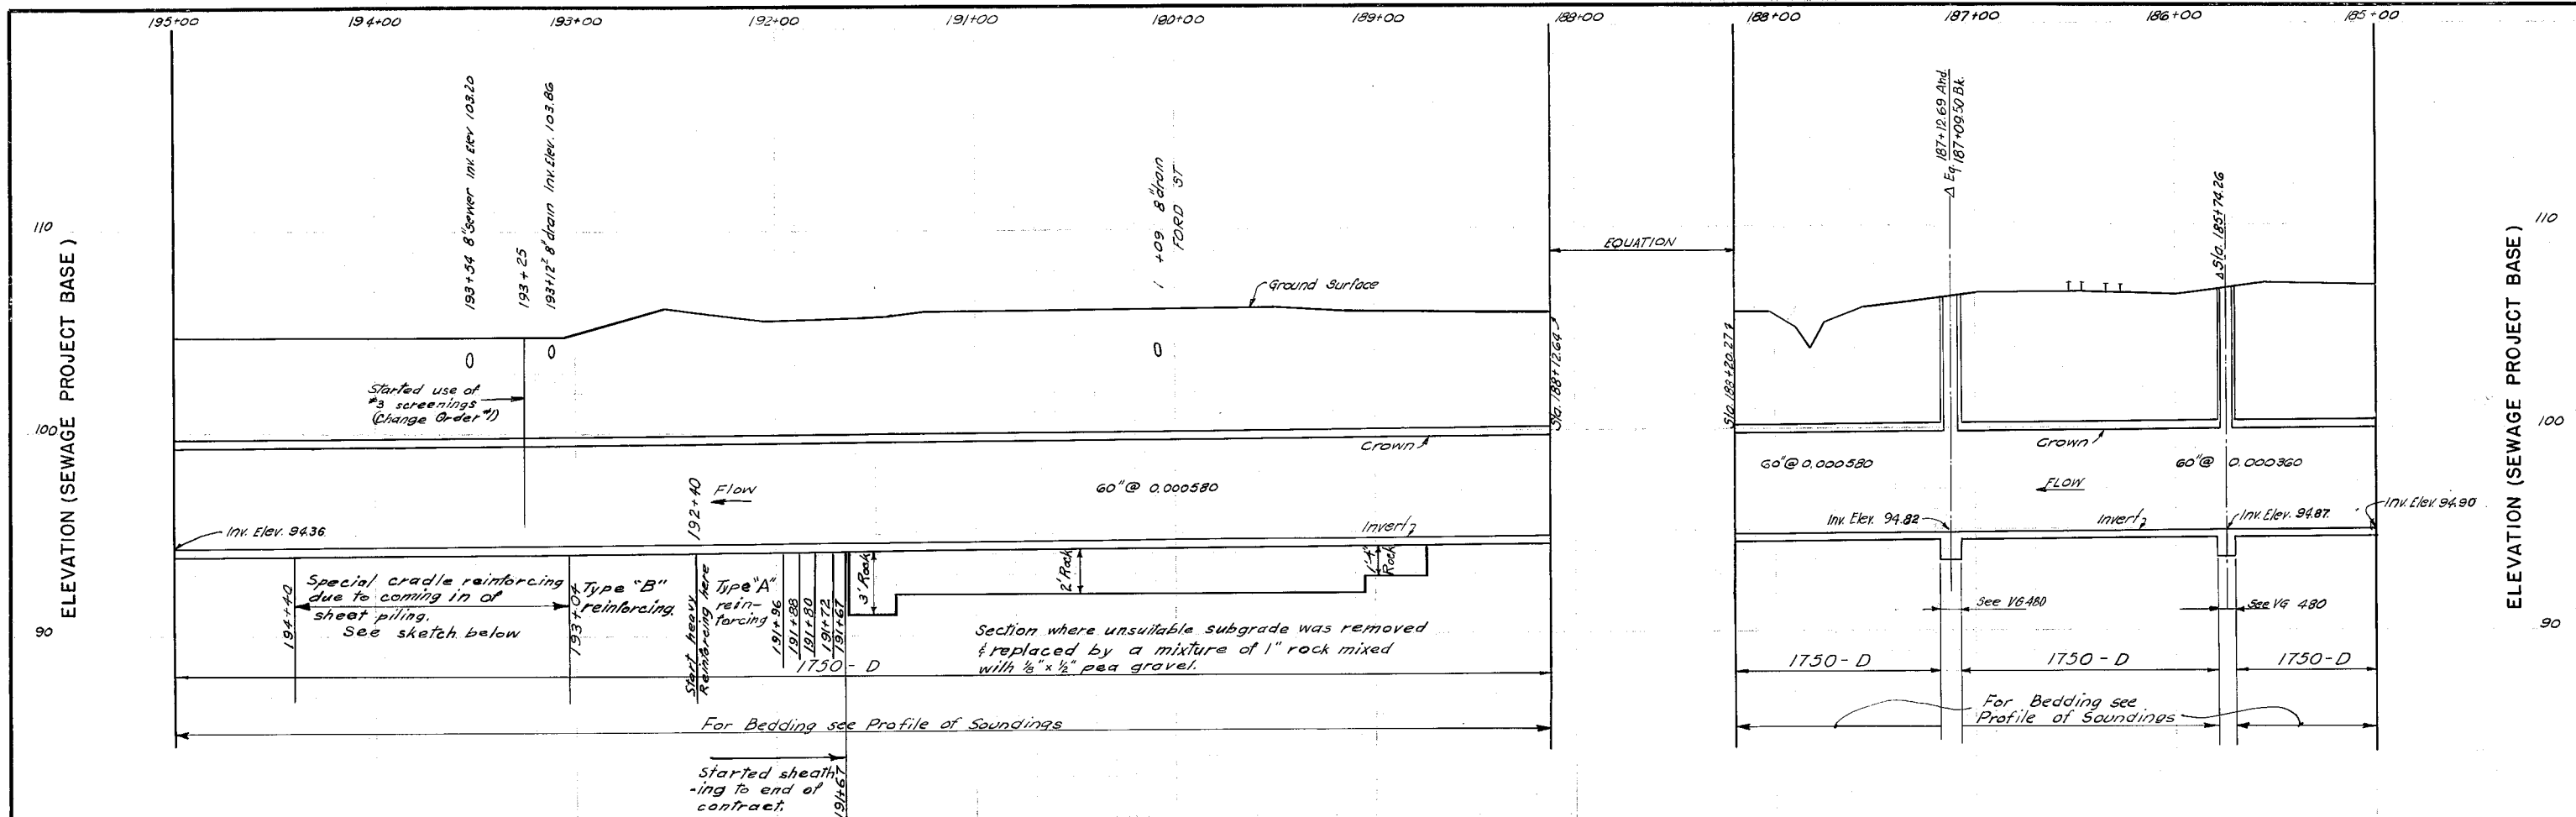 195+00
194+00
193+00
192+00
191+00
190+00
189+00
188+00
188+00
187+00
186+00
185+00
193+54 8" Sewer Inv. Elev 103.20
193+25
193+12² 8" drain Inv. Elev. 103.86
+09 8" drain
FORD ST
Δ Eq. 187+12.69 Ahd.
187+09.50 Bk.
Δ Sta. 185+74.26
110
110
EQUATION
Ground Surface
ELEVATION (SEWAGE PROJECT BASE)
ELEVATION (SEWAGE PROJECT BASE)
Started use of
#3 screenings
(Change Order #1)
Sta. 188+12.64
Sta. 188+20.27
100
100
Crown
Crown
192+40
Flow
60" @ 0.000580
60" @ 0.000580
60" @ 0.000360
FLOW
Inv. Elev. 94.36
Invert
Inv. Elev. 94.82
Invert
Inv. Elev. 94.87
Inv. Elev. 94.90
194+40
Special cradle reinforcing
due to coming in of
sheet piling.
See sketch below
193+04
Type "B"
reinforcing.
Start heavy
Reinforcing here
Type "A"
rein-
forcing
191+96
191+88
191+80
191+72
191+67
3' Rock
2' Rock
1'-4"
Rock
See VG 480
See VG 480
90
90
Section where unsuitable subgrade was removed
& replaced by a mixture of 1" rock mixed
with ⅛" x ½" pea gravel.
1750-D
1750-D
1750-D
1750-D
For Bedding see Profile of Soundings
For Bedding see
Profile of Soundings
Started sheath-
-ing to end of
contract.
191+67